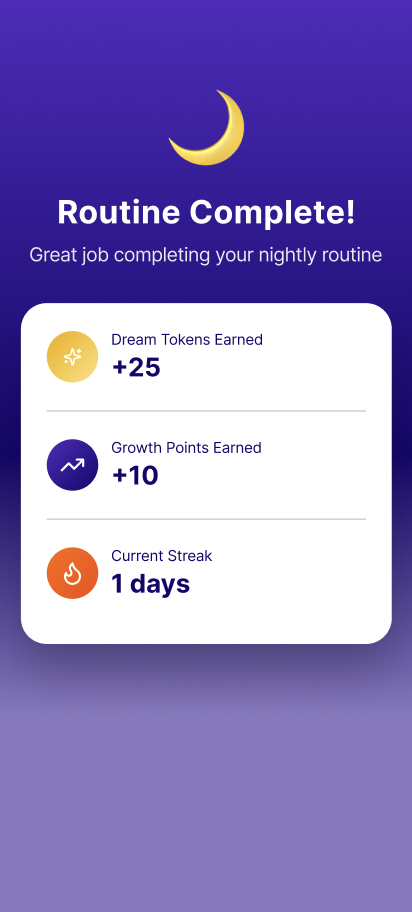 Routine Complete!
Great job completing your nightly routine
Dream Tokens Earned
+25
Growth Points Earned
+10
Current Streak
1 days